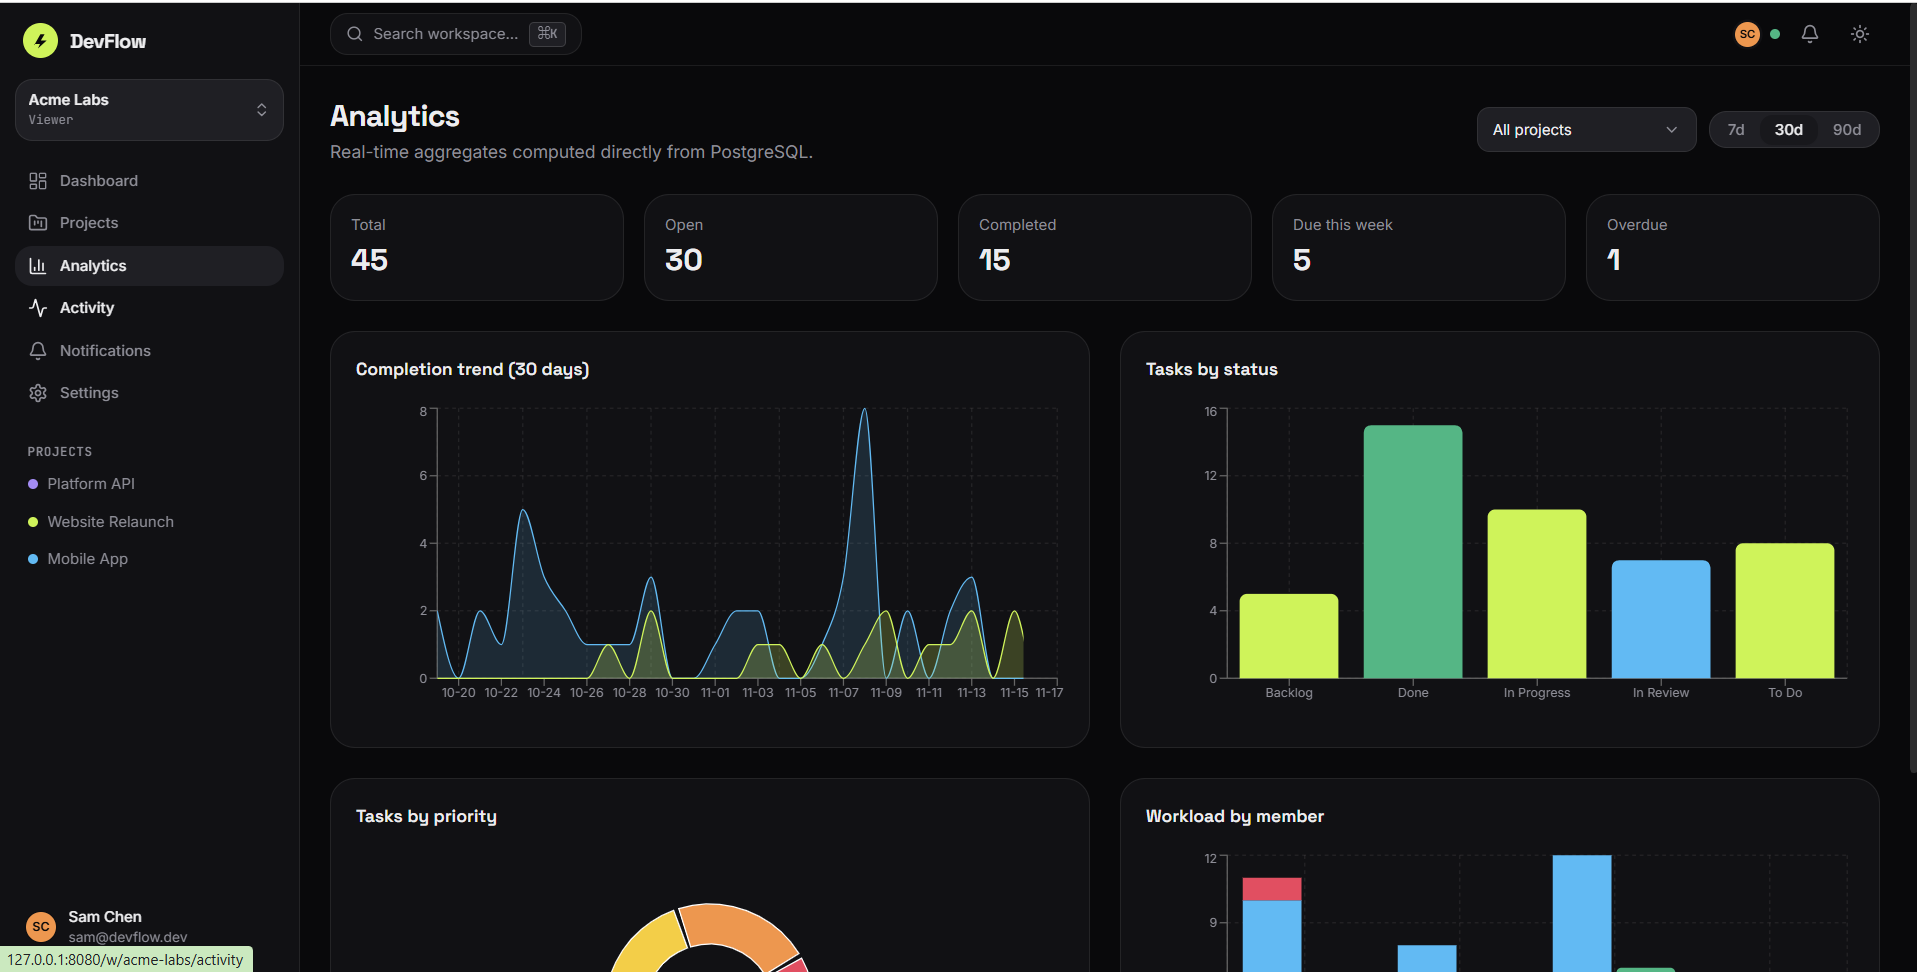 DevFlow
Search workspace... ⌘K
SC
Acme Labs
Viewer
Dashboard
Projects
Analytics
Activity
Notifications
Settings
PROJECTS
Platform API
Website Relaunch
Mobile App
SC
Sam Chen
sam@devflow.dev
127.0.0.1:8080/w/acme-labs/activity
Analytics
Real-time aggregates computed directly from PostgreSQL.
All projects
7d 30d 90d
Total
45
Open
30
Completed
15
Due this week
5
Overdue
1
Completion trend (30 days)
8
6
4
2
0
10-20 10-22 10-24 10-26 10-28 10-30 11-01 11-03 11-05 11-07 11-09 11-11 11-13 11-15 11-17
Tasks by status
16
12
8
4
0
Backlog Done In Progress In Review To Do
Tasks by priority
Workload by member
12
9